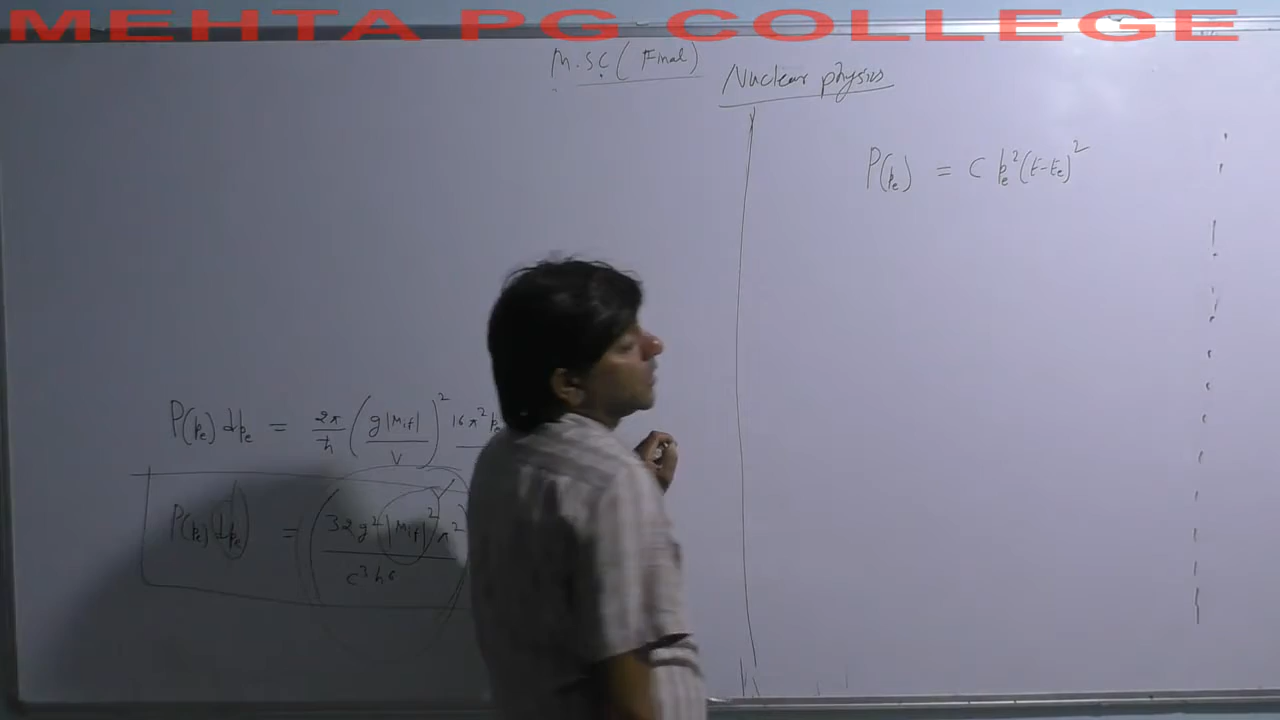 MEHTA PG COLLEGE
M.SC ( Final )
Nuclear physics
P(pe) dpe = 2π/ħ (g|Mif|/V)² 16π²pe
P(pe) dpe = (32g²|Mif|²π²/c³h⁶
P(pe) = C pe²(E-Ee)²